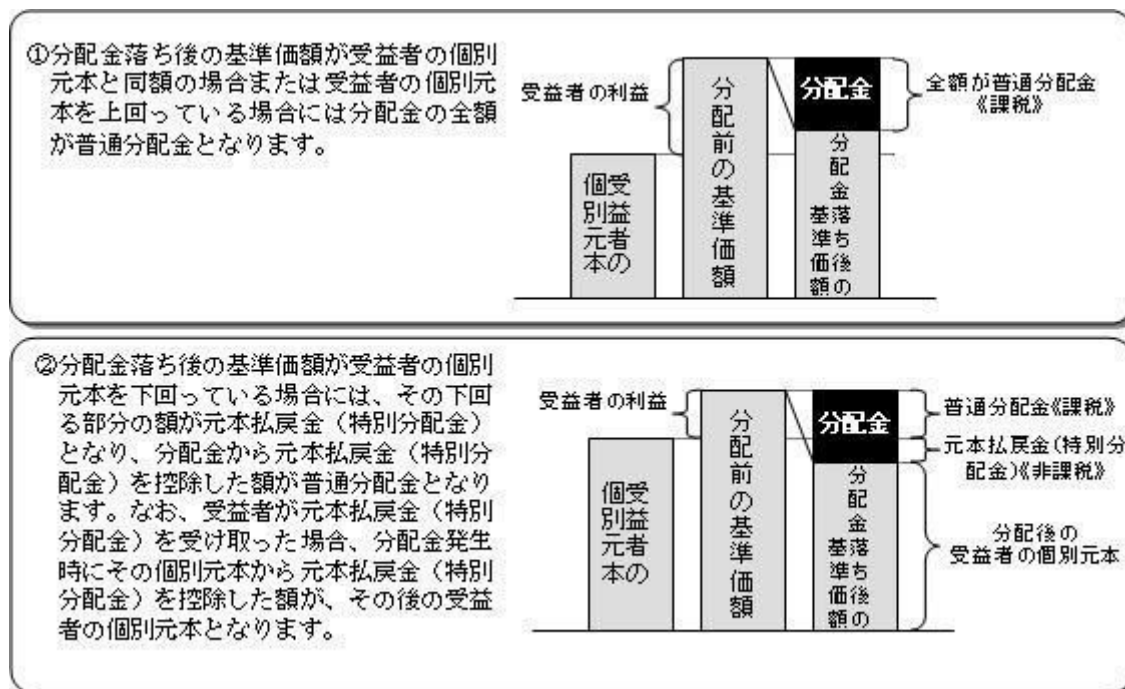 ①分配金落ち後の基準価額が受益者の個別
元本と同額の場合または受益者の個別元
本を上回っている場合には分配金の全額
が普通分配金となります。
受益者の利益
受益者の
個別元本
分配前の基準価額
分配金
分配金落ち後の
基準価額
全額が普通分配金
《課税》
②分配金落ち後の基準価額が受益者の個別
元本を下回っている場合には、その下回
る部分の額が元本払戻金（特別分配金）
となり、分配金から元本払戻金（特別分
配金）を控除した額が普通分配金となり
ます。なお、受益者が元本払戻金（特別
分配金）を受け取った場合、分配金発生
時にその個別元本から元本払戻金（特別
分配金）を控除した額が、その後の受益
者の個別元本となります。
受益者の利益
受益者の
個別元本
分配前の基準価額
分配金
分配金落ち後の
基準価額
普通分配金《課税》
元本払戻金(特別分
配金)《非課税》
分配後の
受益者の個別元本